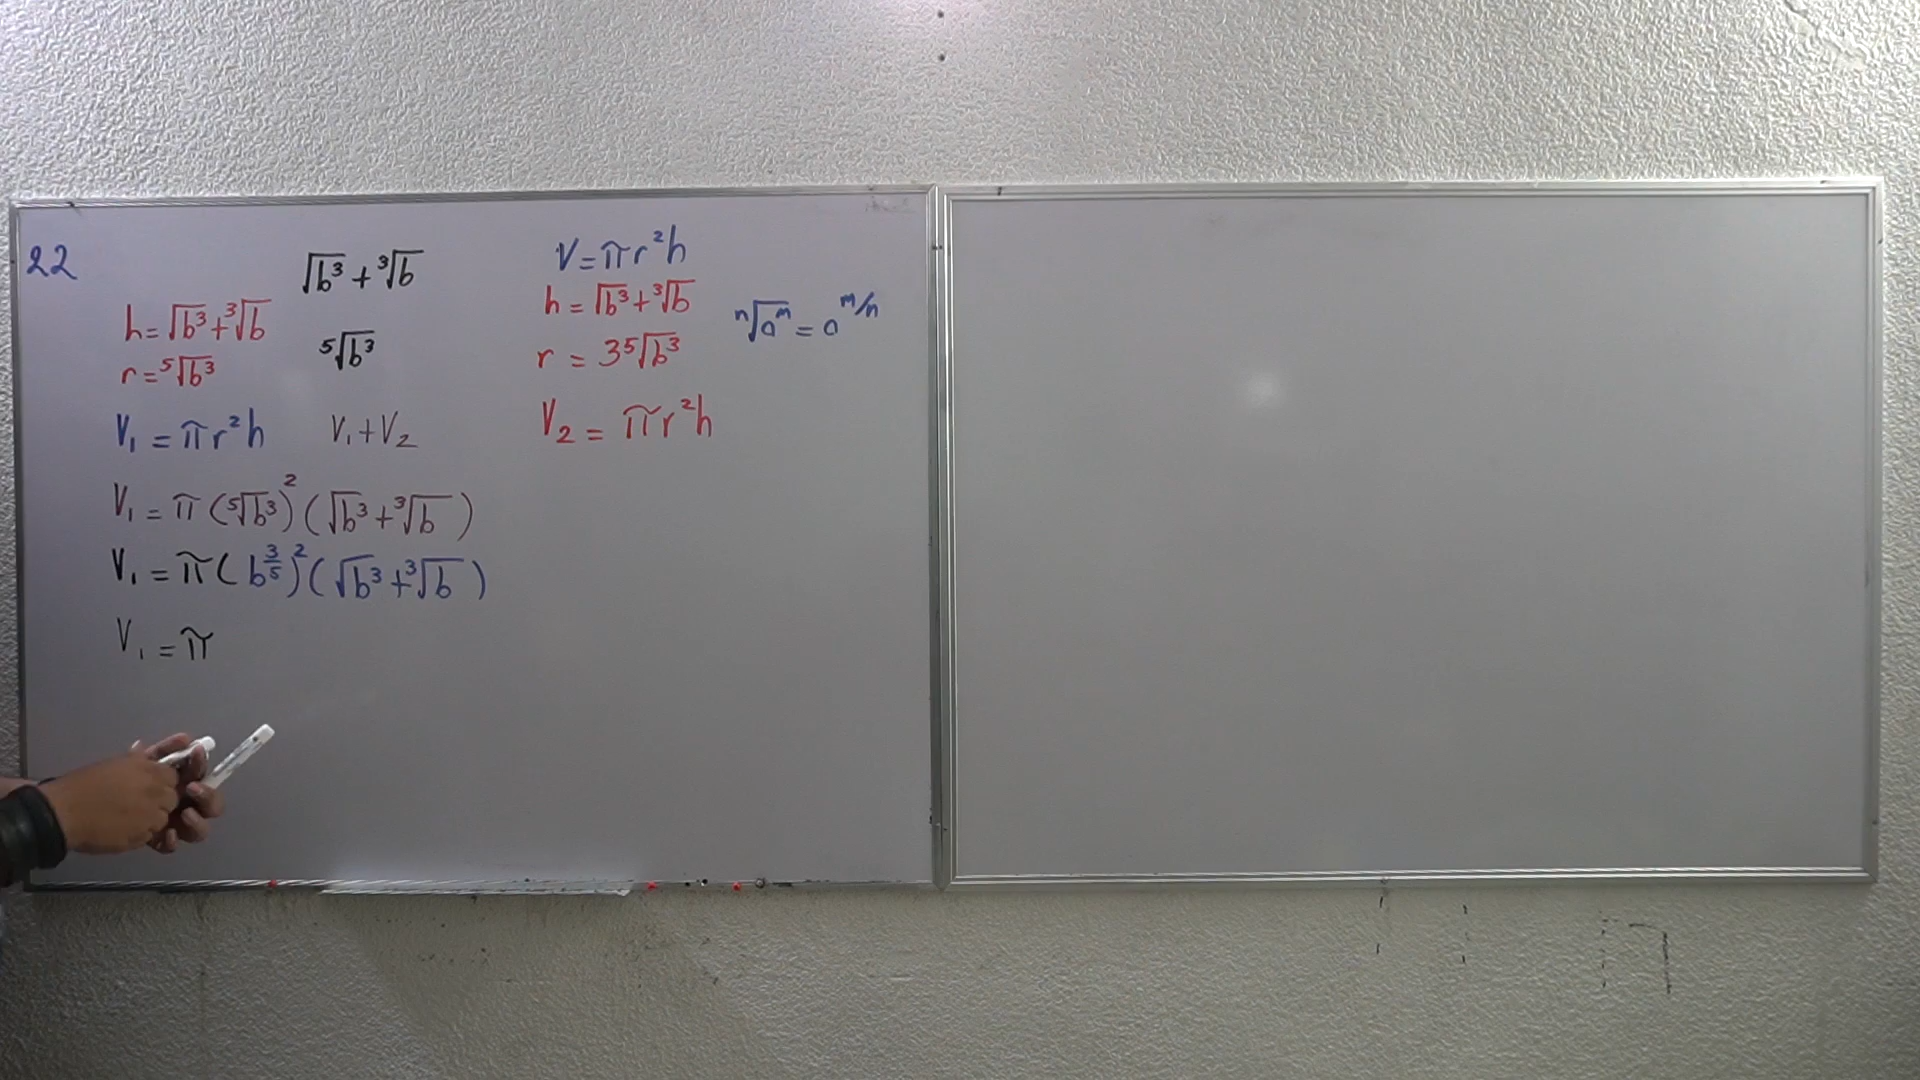 22
√b³ + ³√b
h = √b³ + ³√b
r = ⁵√b³
⁵√b³
V₁ = πr²h
V₁ + V₂
V₁ = π(⁵√b³)²(√b³ + ³√b)
V₁ = π(b^(3/5))²(√b³ + ³√b)
V₁ = π
V = πr²h
h = √b³ + ³√b
r = 3⁵√b³
V₂ = πr²h
ⁿ√aᵐ = a^(m/n)